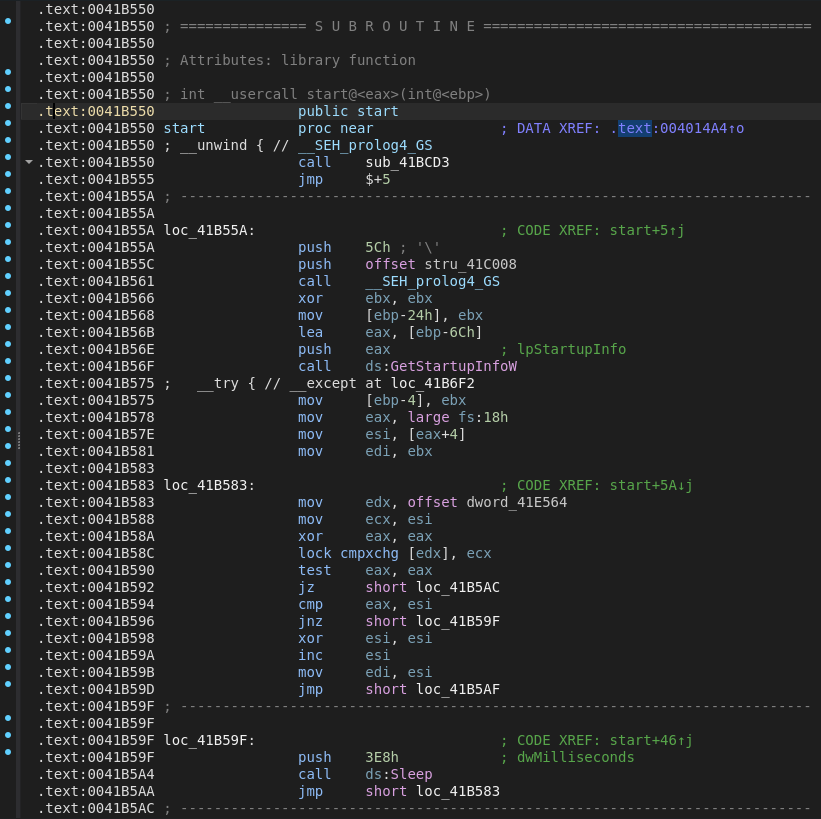 .text:0041B550
.text:0041B550 ; =============== S U B R O U T I N E =======================================
.text:0041B550
.text:0041B550 ; Attributes: library function
.text:0041B550
.text:0041B550 ; int __usercall start@<eax>(int@<ebp>)
.text:0041B550                 public start
.text:0041B550 start           proc near               ; DATA XREF: .text:004014A4↑o
.text:0041B550 ; __unwind { // __SEH_prolog4_GS
.text:0041B550                 call    sub_41BCD3
.text:0041B555                 jmp     $+5
.text:0041B55A ; ---------------------------------------------------------------------------
.text:0041B55A
.text:0041B55A loc_41B55A:                             ; CODE XREF: start+5↑j
.text:0041B55A                 push    5Ch ; '\'
.text:0041B55C                 push    offset stru_41C008
.text:0041B561                 call    __SEH_prolog4_GS
.text:0041B566                 xor     ebx, ebx
.text:0041B568                 mov     [ebp-24h], ebx
.text:0041B56B                 lea     eax, [ebp-6Ch]
.text:0041B56E                 push    eax             ; lpStartupInfo
.text:0041B56F                 call    ds:GetStartupInfoW
.text:0041B575 ;   __try { // __except at loc_41B6F2
.text:0041B575                 mov     [ebp-4], ebx
.text:0041B578                 mov     eax, large fs:18h
.text:0041B57E                 mov     esi, [eax+4]
.text:0041B581                 mov     edi, ebx
.text:0041B583
.text:0041B583 loc_41B583:                             ; CODE XREF: start+5A↓j
.text:0041B583                 mov     edx, offset dword_41E564
.text:0041B588                 mov     ecx, esi
.text:0041B58A                 xor     eax, eax
.text:0041B58C                 lock cmpxchg [edx], ecx
.text:0041B590                 test    eax, eax
.text:0041B592                 jz      short loc_41B5AC
.text:0041B594                 cmp     eax, esi
.text:0041B596                 jnz     short loc_41B59F
.text:0041B598                 xor     esi, esi
.text:0041B59A                 inc     esi
.text:0041B59B                 mov     edi, esi
.text:0041B59D                 jmp     short loc_41B5AF
.text:0041B59F ; ---------------------------------------------------------------------------
.text:0041B59F
.text:0041B59F loc_41B59F:                             ; CODE XREF: start+46↑j
.text:0041B59F                 push    3E8h            ; dwMilliseconds
.text:0041B5A4                 call    ds:Sleep
.text:0041B5AA                 jmp     short loc_41B583
.text:0041B5AC ; ---------------------------------------------------------------------------